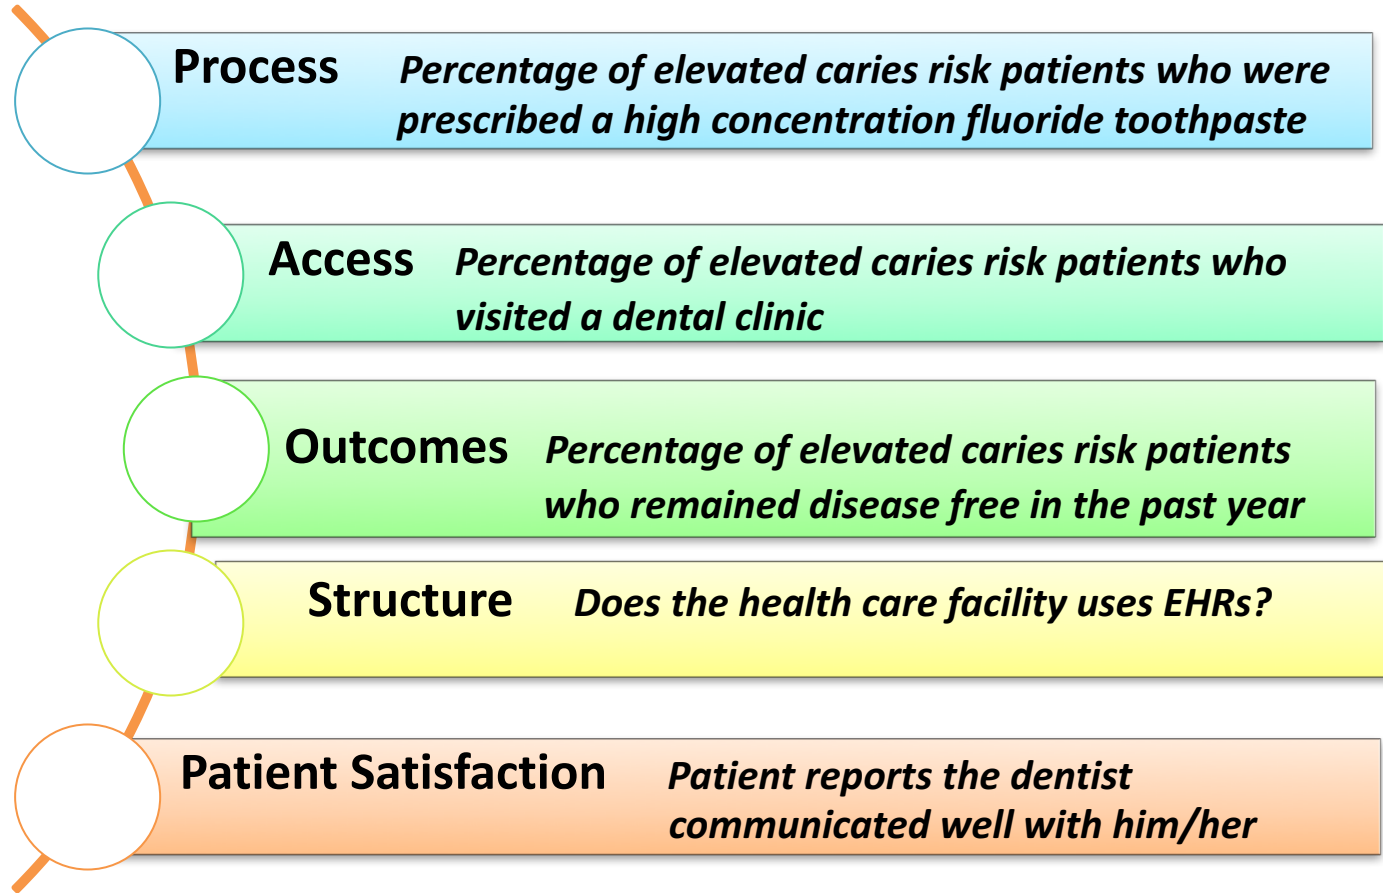 Process Percentage of elevated caries risk patients who were
prescribed a high concentration fluoride toothpaste
Access Percentage of elevated caries risk patients who
visited a dental clinic
Outcomes Percentage of elevated caries risk patients
who remained disease free in the past year
Structure Does the health care facility uses EHRs?
Patient Satisfaction Patient reports the dentist
communicated well with him/her